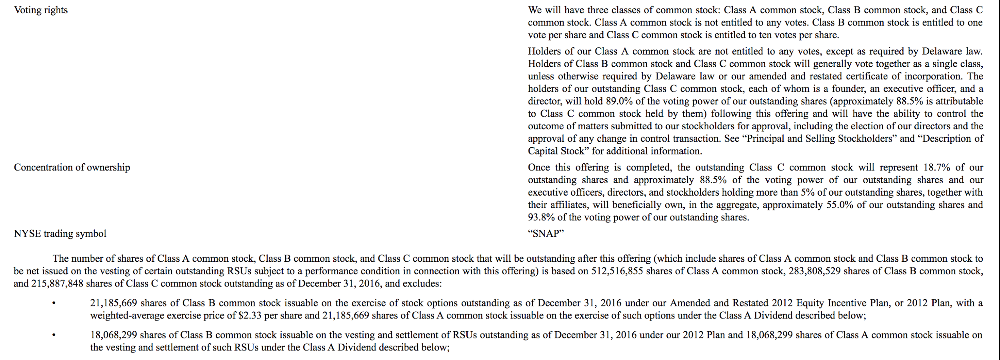 Voting rights
We will have three classes of common stock: Class A common stock, Class B common stock, and Class C
common stock. Class A common stock is not entitled to any votes. Class B common stock is entitled to one
vote per share and Class C common stock is entitled to ten votes per share.
Holders of our Class A common stock are not entitled to any votes, except as required by Delaware law.
Holders of Class B common stock and Class C common stock will generally vote together as a single class,
unless otherwise required by Delaware law or our amended and restated certificate of incorporation. The
holders of our outstanding Class C common stock, each of whom is a founder, an executive officer, and a
director, will hold 89.0% of the voting power of our outstanding shares (approximately 88.5% is attributable
to Class C common stock held by them) following this offering and will have the ability to control the
outcome of matters submitted to our stockholders for approval, including the election of our directors and the
approval of any change in control transaction. See “Principal and Selling Stockholders” and “Description of
Capital Stock” for additional information.
Concentration of ownership
Once this offering is completed, the outstanding Class C common stock will represent 18.7% of our
outstanding shares and approximately 88.5% of the voting power of our outstanding shares and our
executive officers, directors, and stockholders holding more than 5% of our outstanding shares, together with
their affiliates, will beneficially own, in the aggregate, approximately 55.0% of our outstanding shares and
93.8% of the voting power of our outstanding shares.
NYSE trading symbol
“SNAP”
The number of shares of Class A common stock, Class B common stock, and Class C common stock that will be outstanding after this offering (which include shares of Class A common stock and Class B common stock to
be net issued on the vesting of certain outstanding RSUs subject to a performance condition in connection with this offering) is based on 512,516,855 shares of Class A common stock, 283,808,529 shares of Class B common stock,
and 215,887,848 shares of Class C common stock outstanding as of December 31, 2016, and excludes:
• 21,185,669 shares of Class B common stock issuable on the exercise of stock options outstanding as of December 31, 2016 under our Amended and Restated 2012 Equity Incentive Plan, or 2012 Plan, with a
weighted-average exercise price of $2.33 per share and 21,185,669 shares of Class A common stock issuable on the exercise of such options under the Class A Dividend described below;
• 18,068,299 shares of Class B common stock issuable on the vesting and settlement of RSUs outstanding as of December 31, 2016 under our 2012 Plan and 18,068,299 shares of Class A common stock issuable on
the vesting and settlement of such RSUs under the Class A Dividend described below;